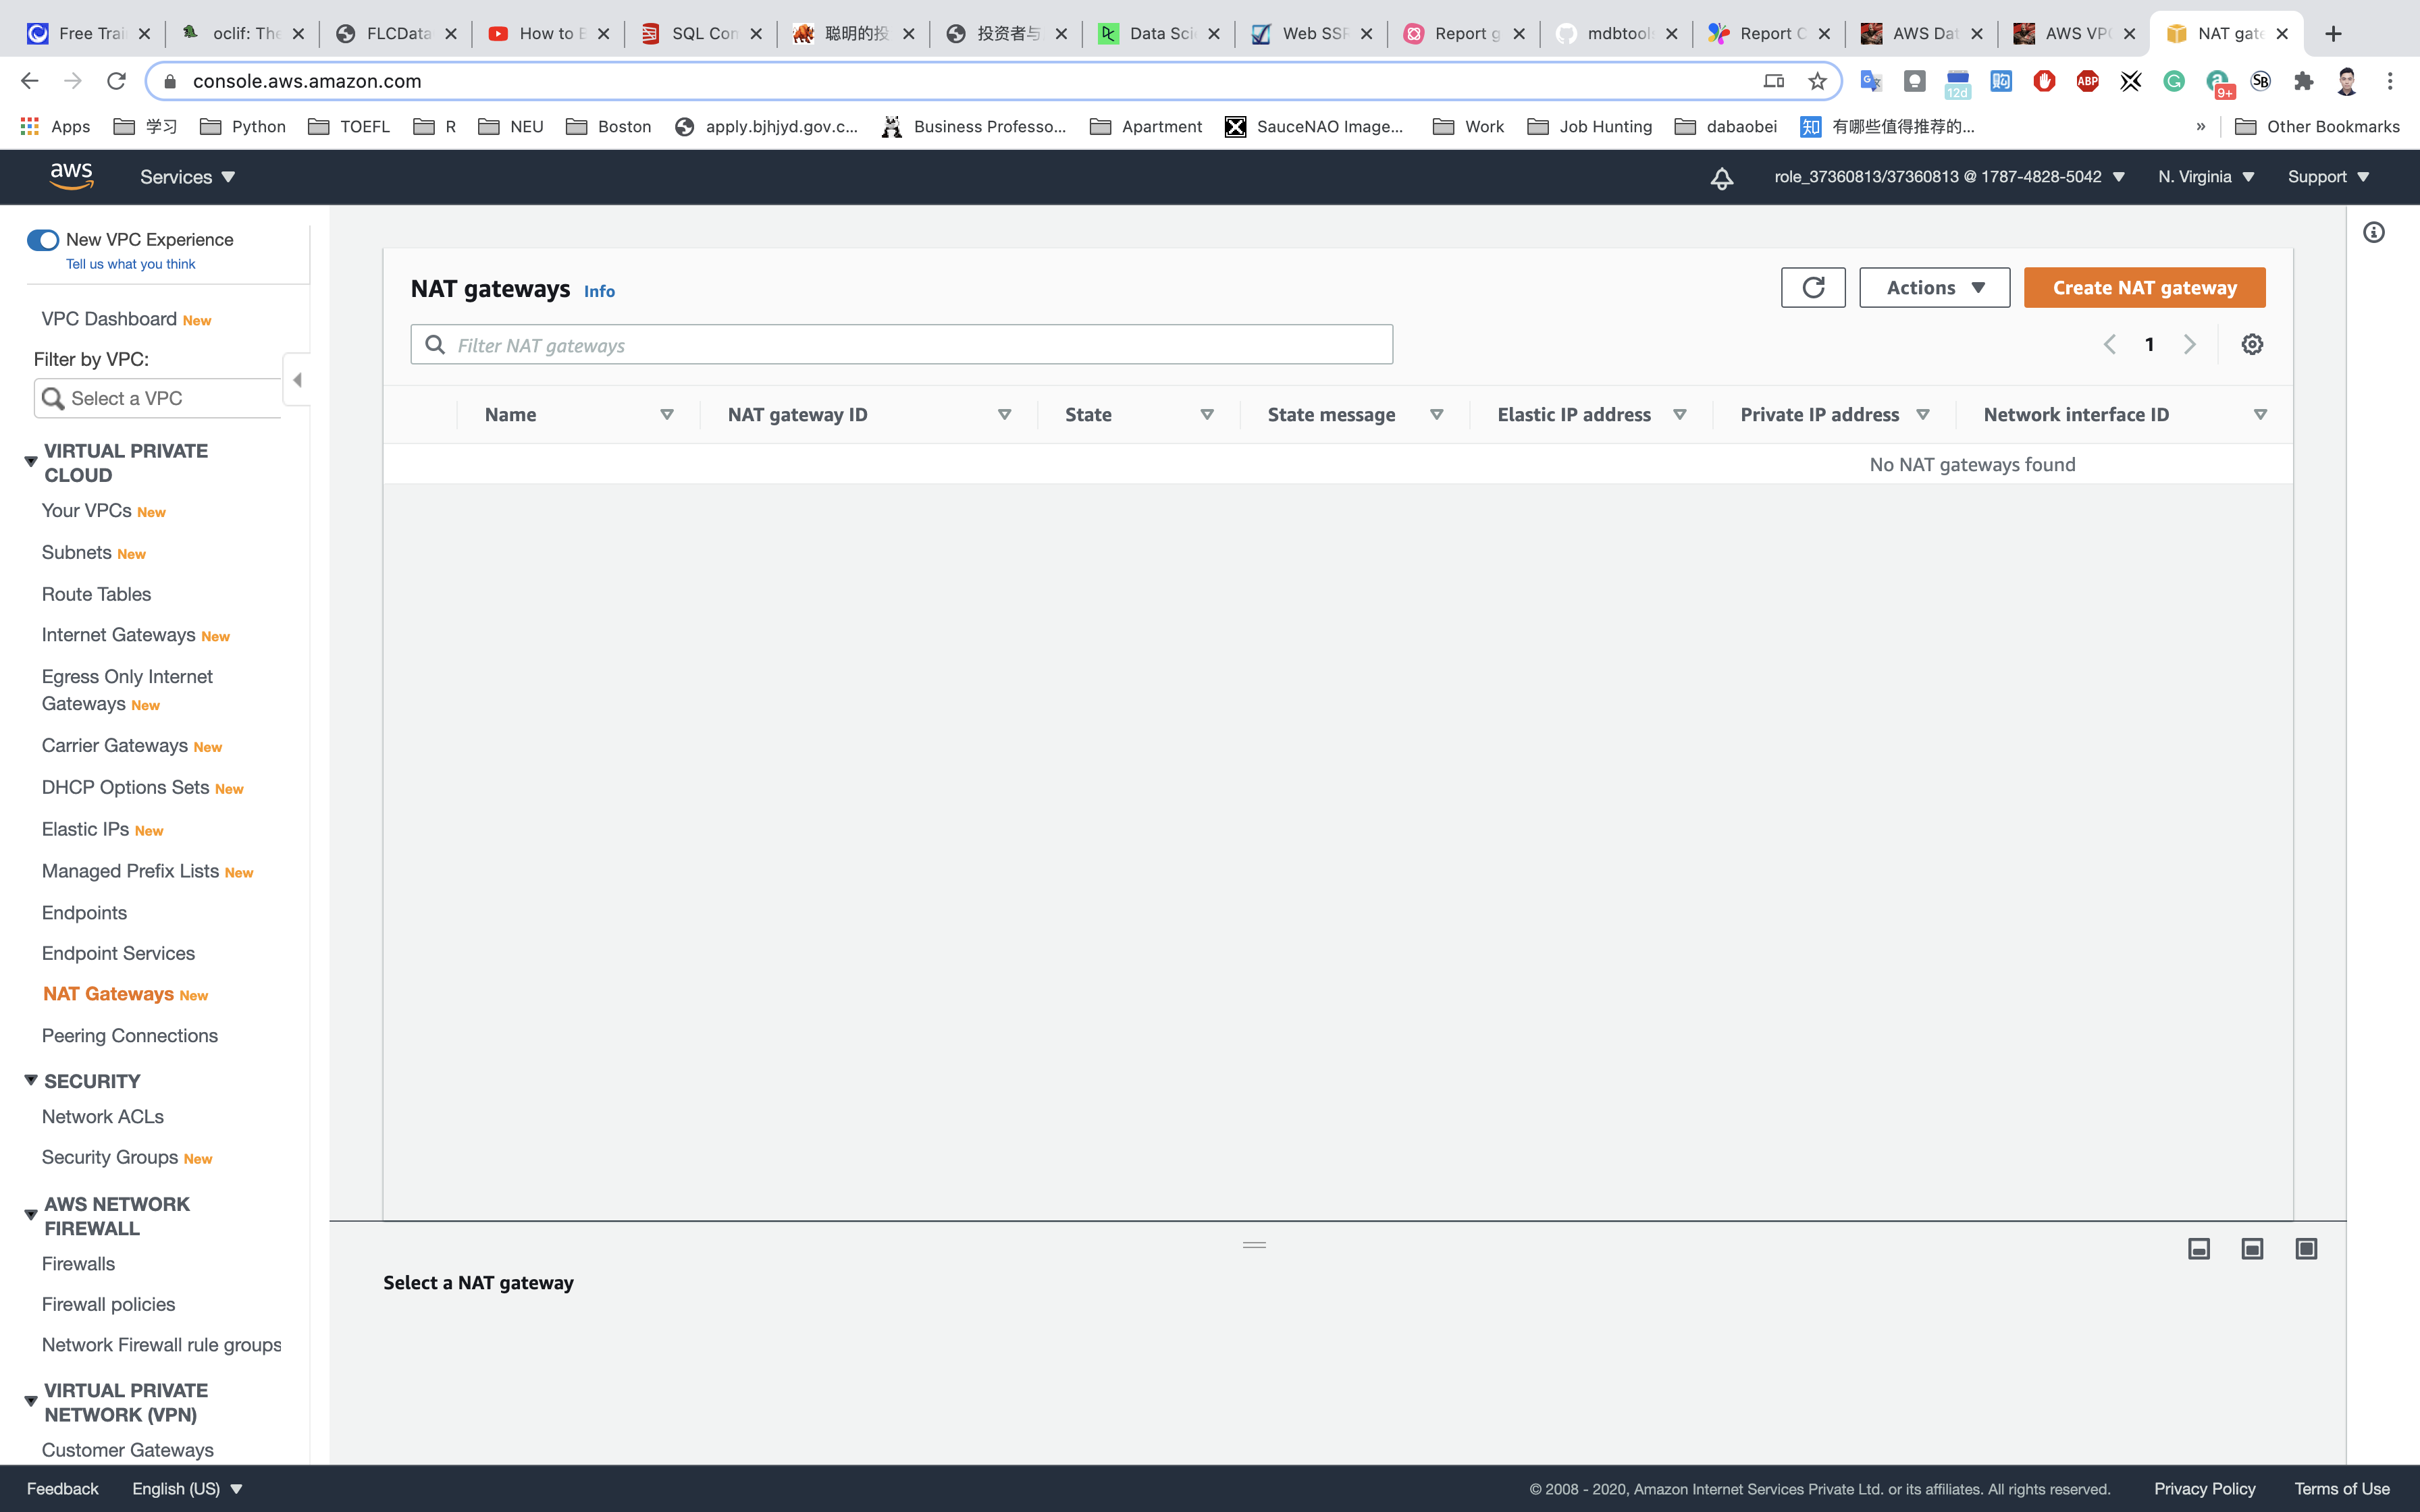 Free Trai
oclif: The
FLCData
How to E
SQL Con
聪明的投
投资者与
Data Sci
Web SSR
Report g
mdbtools
Report C
AWS Dat
AWS VPC
NAT gate
console.aws.amazon.com
12d
ABP
9+
SB
Apps
学习
Python
TOEFL
R
NEU
Boston
apply.bjhjyd.gov.c...
Business Professo...
Apartment
SauceNAO Image...
Work
Job Hunting
dabaobei
知 有哪些值得推荐的...
»
Other Bookmarks
aws
Services
role_37360813/37360813 @ 1787-4828-5042
N. Virginia
Support
New VPC Experience
Tell us what you think
VPC Dashboard New
Filter by VPC:
Select a VPC
VIRTUAL PRIVATE
CLOUD
Your VPCs New
Subnets New
Route Tables
Internet Gateways New
Egress Only Internet
Gateways New
Carrier Gateways New
DHCP Options Sets New
Elastic IPs New
Managed Prefix Lists New
Endpoints
Endpoint Services
NAT Gateways New
Peering Connections
SECURITY
Network ACLs
Security Groups New
AWS NETWORK
FIREWALL
Firewalls
Firewall policies
Network Firewall rule groups
VIRTUAL PRIVATE
NETWORK (VPN)
Customer Gateways
NAT gateways Info
Actions
Create NAT gateway
Filter NAT gateways
1
Name
NAT gateway ID
State
State message
Elastic IP address
Private IP address
Network interface ID
No NAT gateways found
Select a NAT gateway
Feedback
English (US)
© 2008 - 2020, Amazon Internet Services Private Ltd. or its affiliates. All rights reserved.
Privacy Policy
Terms of Use